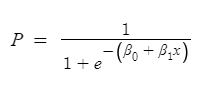 P = 1 / (1 + e^−(β₀ + β₁x))